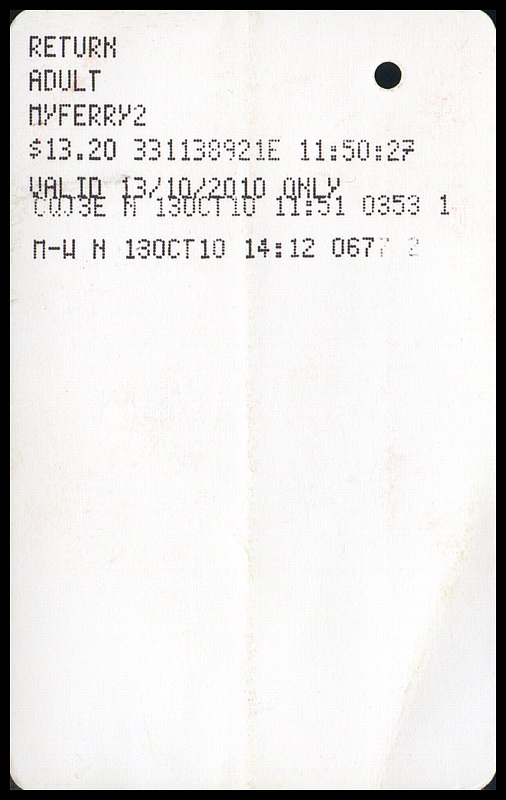 RETURN
ADULT
MYFERRY2
$13.20 331138921E 11:50:27
VALID 13/10/2010 ONLY
N 13OCT10 11:51 0353 1
M-W N 13OCT10 14:12 0677 2